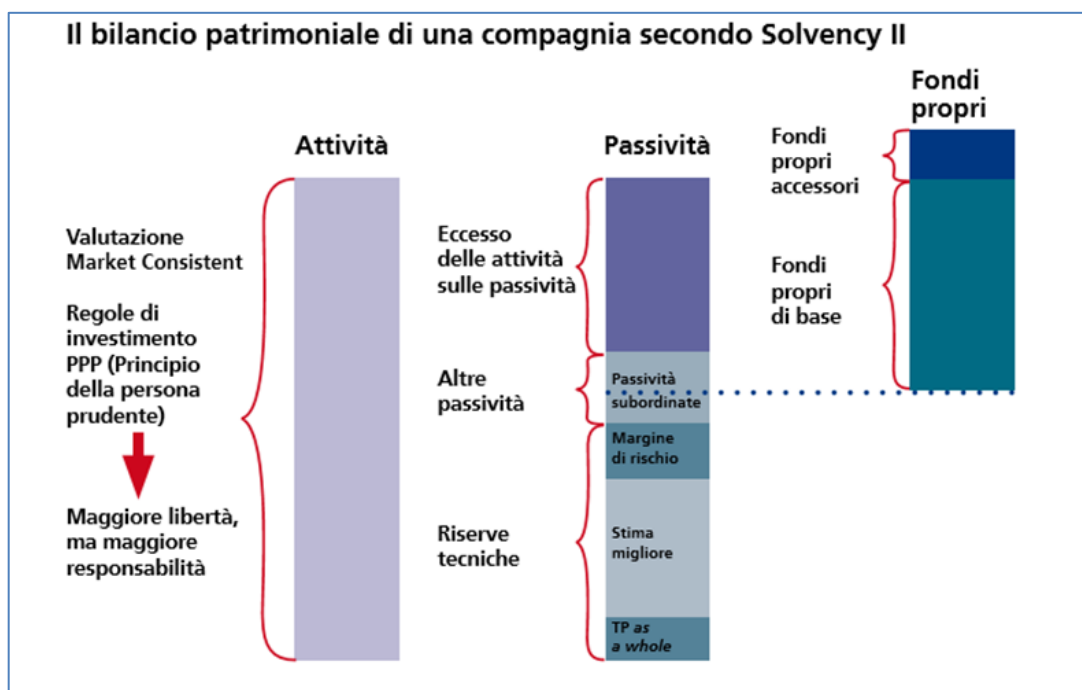 Il bilancio patrimoniale di una compagnia secondo Solvency II
Attività
Valutazione
Market Consistent
Regole di
investimento
PPP (Principio
della persona
prudente)
Maggiore libertà,
ma maggiore
responsabilità
Passività
Eccesso
delle attività
sulle passività
Altre
passività
Passività
subordinate
Riserve
tecniche
Margine
di rischio
Stima
migliore
TP as
a whole
Fondi
propri
Fondi
propri
accessori
Fondi
propri
di base